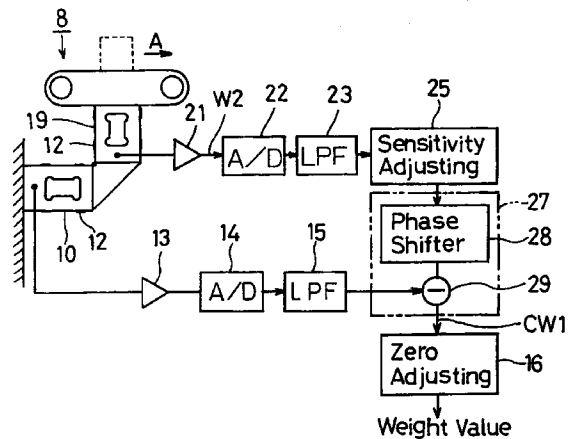 8
A
21
22
23
25
W2
19
12
A/D
LPF
Sensitivity
Adjusting
27
Phase
Shifter
28
10
12
13
14
15
A/D
LPF
29
CW1
Zero
Adjusting
16
Weight Value